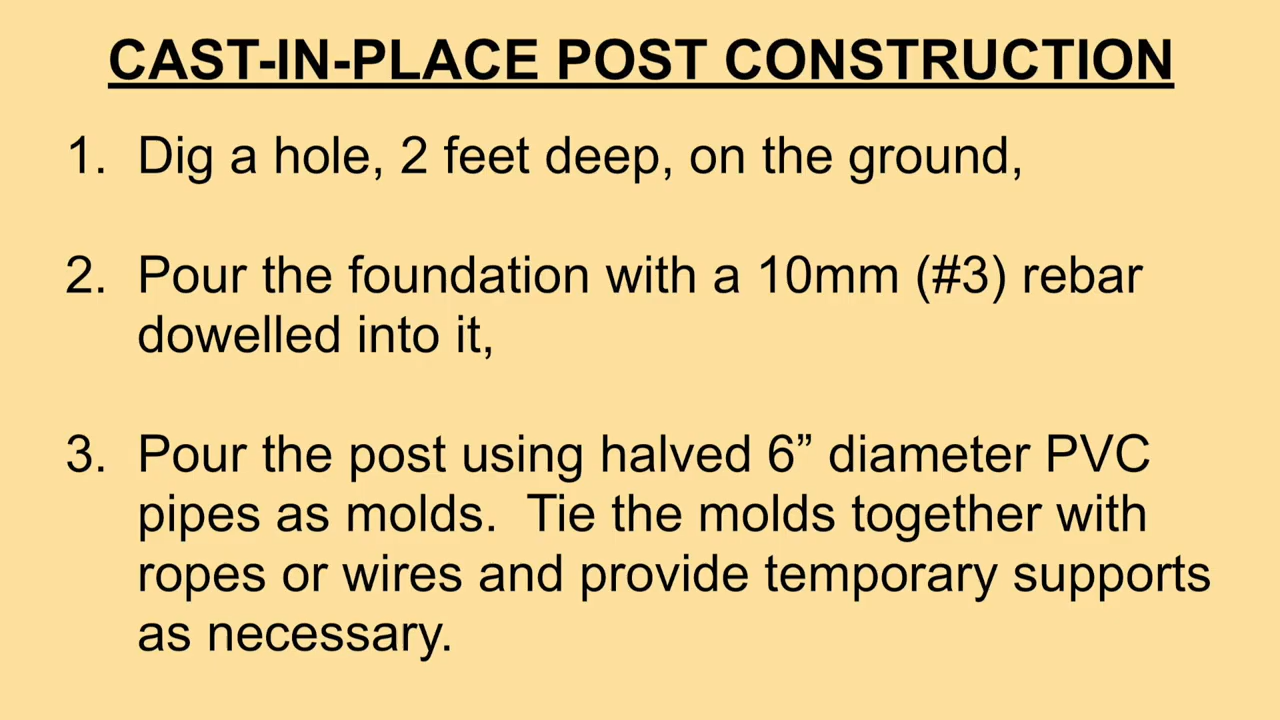 CAST-IN-PLACE POST CONSTRUCTION
1. Dig a hole, 2 feet deep, on the ground,
2. Pour the foundation with a 10mm (#3) rebar
dowelled into it,
3. Pour the post using halved 6” diameter PVC
pipes as molds.  Tie the molds together with
ropes or wires and provide temporary supports
as necessary.